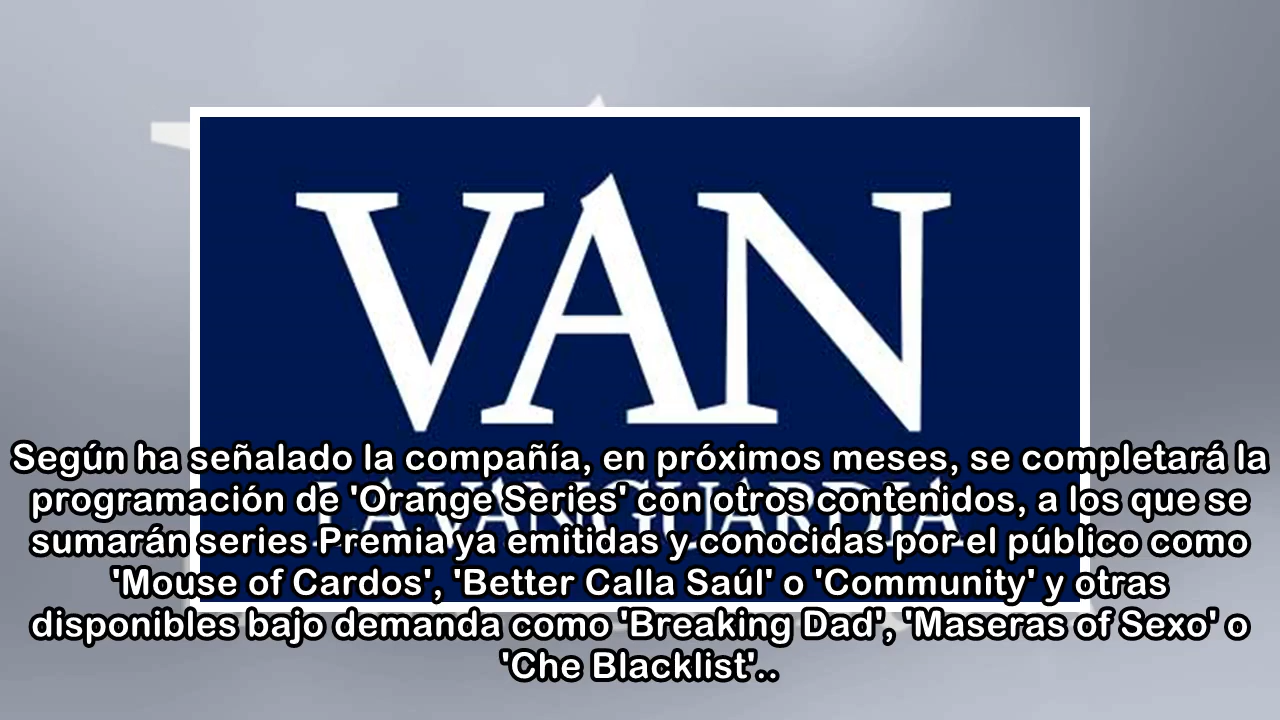 VAN
LA VANGUARDIA
Según ha señalado la compañía, en próximos meses, se completará la
programación de 'Orange Series' con otros contenidos, a los que se
sumarán series Premia ya emitidas y conocidas por el público como
'Mouse of Cardos', 'Better Calla Saúl' o 'Community' y otras
disponibles bajo demanda como 'Breaking Dad', 'Maseras of Sexo' o
'Che Blacklist'..